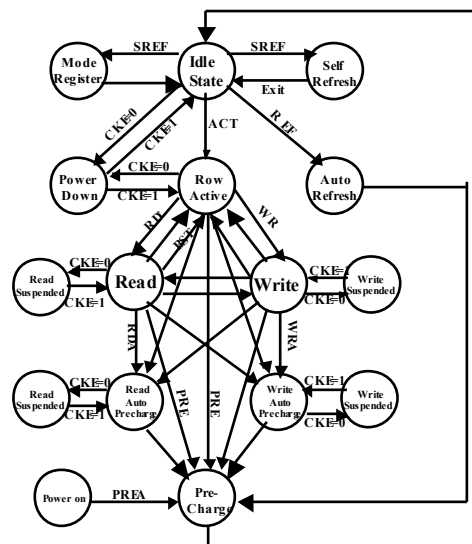 SREF
SREF
Mode
Register
Idle
State
Self
Refresh
Exit
CKE=0
CKE=1
ACT
REF
CKE=0
Power
Down
CKE=1
Row
Active
Auto
Refresh
RD
PST
WR
CKE=0
Read
Suspended
CKE=1
Read
Write
CKE=1
CKE=0
Write
Suspended
RDA
WRA
CKE=0
Read
Suspended
CKE=1
Read
Auto
Precharge
PRE
PRE
Write
Auto
Precharge
CKE=1
CKE=0
Write
Suspended
Power on
PREA
Pre-
Charge